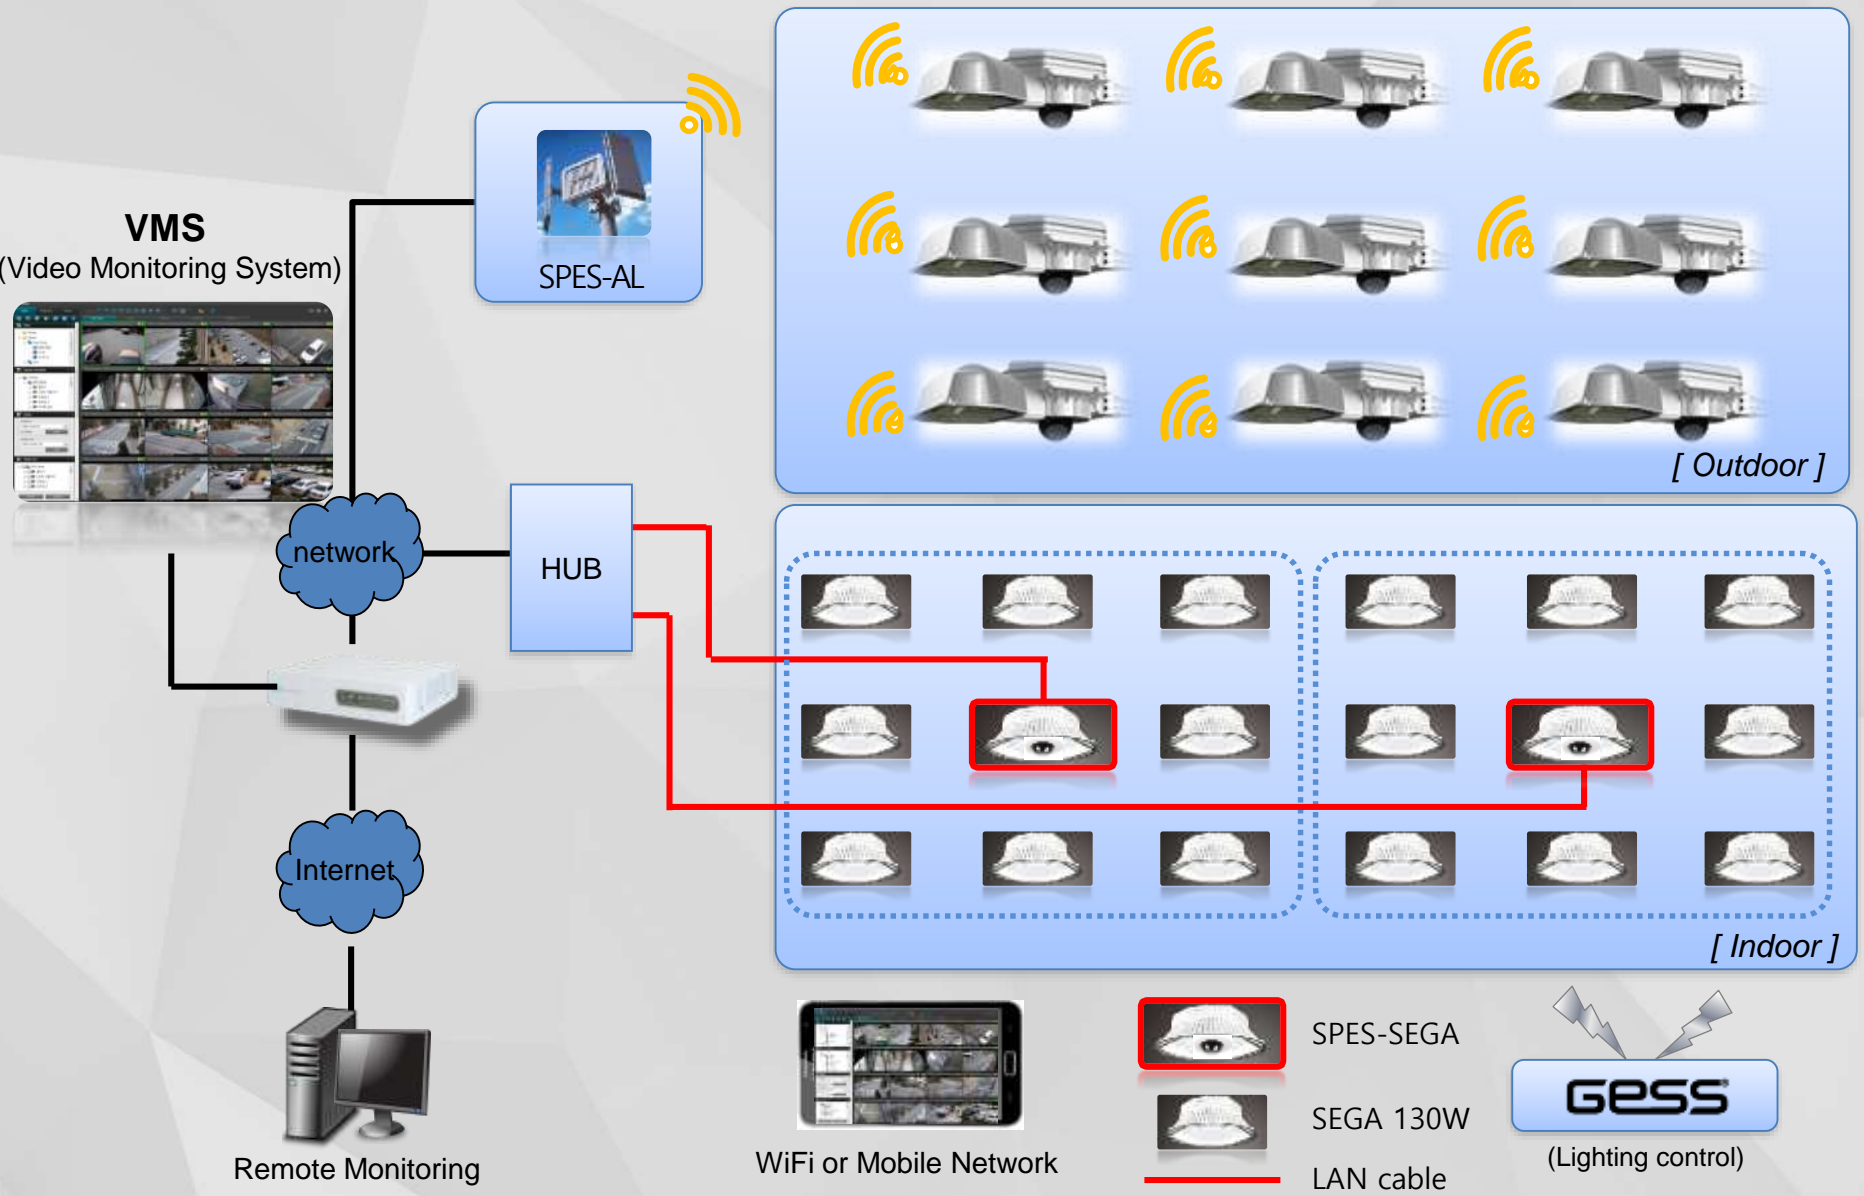 VMS
(Video Monitoring System)
SPES-AL
[ Outdoor ]
network
HUB
[ Indoor ]
Internet
Remote Monitoring
WiFi or Mobile Network
SPES-SEGA
SEGA 130W
LAN cable
GESS®
(Lighting control)